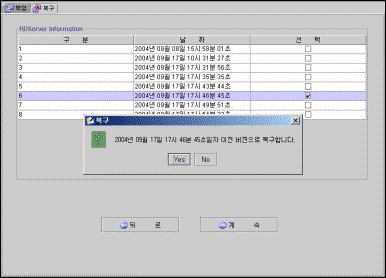 백업 복구
RDServer Information
구 분 날 짜 선 택
1 2004년 09월 08일 15시 58분 01초
2 2004년 09월 17일 10시 31분 27초
3 2004년 09월 17일 17시 31분 56초
4 2004년 09월 17일 17시 35분 35초
5 2004년 09월 17일 17시 43분 44초
6 2004년 09월 17일 17시 46분 45초
7 2004년 09월 17일 17시 49분 51초
8
복구
2004년 09월 17일 17시 46분 45초일자 이전 버전으로 복구합니다.
Yes No
뒤 로 계 속